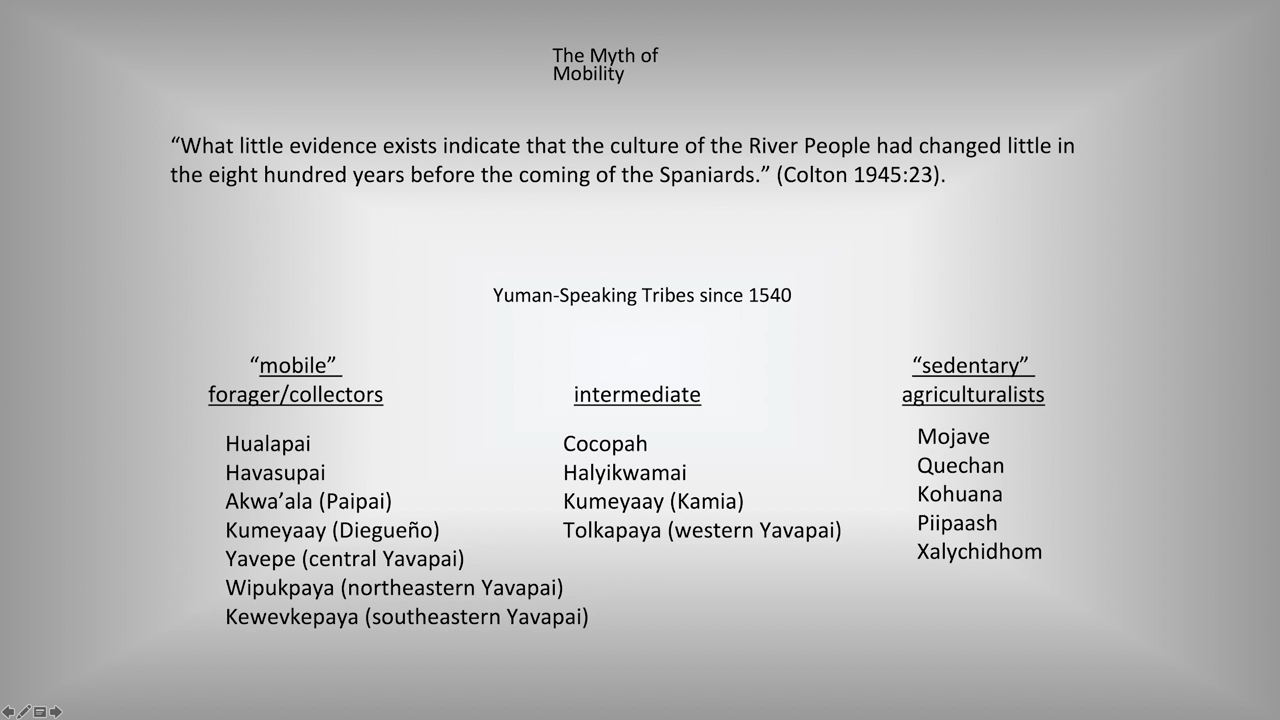 The Myth of
Mobility
“What little evidence exists indicate that the culture of the River People had changed little in
the eight hundred years before the coming of the Spaniards.” (Colton 1945:23).
Yuman-Speaking Tribes since 1540
“mobile”
forager/collectors
Hualapai
Havasupai
Akwa’ala (Paipai)
Kumeyaay (Diegueño)
Yavepe (central Yavapai)
Wipukpaya (northeastern Yavapai)
Kewevkepaya (southeastern Yavapai)
intermediate
Cocopah
Halyikwamai
Kumeyaay (Kamia)
Tolkapaya (western Yavapai)
“sedentary”
agriculturalists
Mojave
Quechan
Kohuana
Piipaash
Xalychidhom